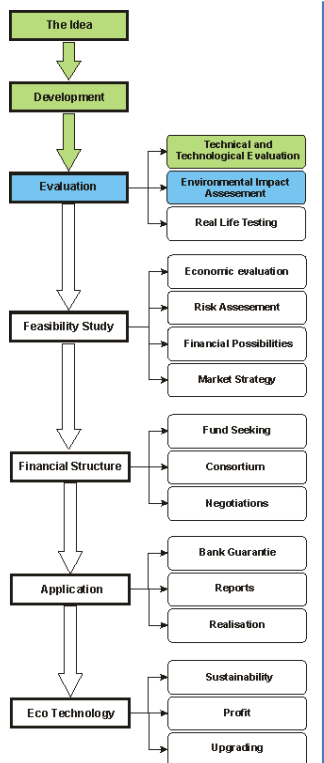 The Idea
Development
Evaluation
Technical and
Technological Evaluation
Environmental Impact
Assesment
Real Life Testing
Feasibility Study
Economic evaluation
Risk Assesement
Financial Possibilities
Market Strategy
Financial Structure
Fund Seeking
Consortium
Negotiations
Application
Bank Guarantie
Reports
Realisation
Eco Technology
Sustainability
Profit
Upgrading